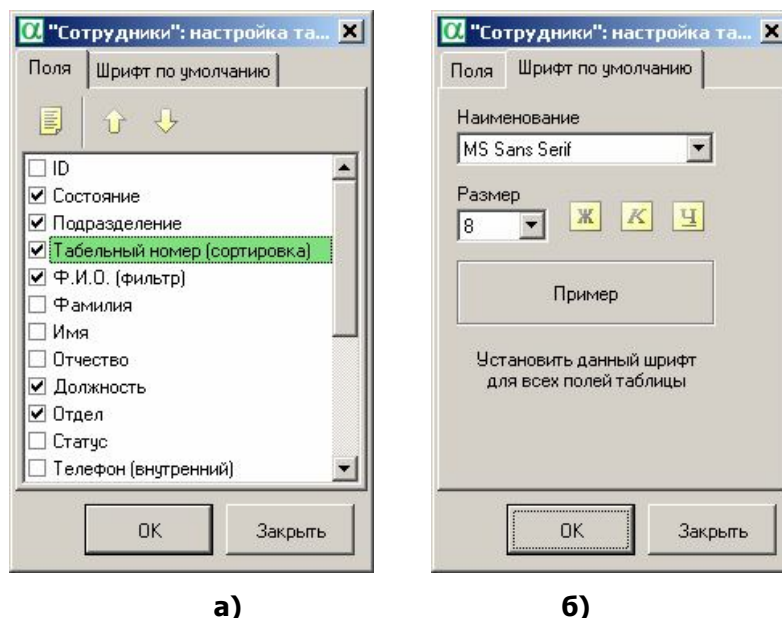 "Сотрудники": настройка та...
Поля
Шрифт по умолчанию
ID
Состояние
Подразделение
Табельный номер (сортировка)
Ф.И.О. (фильтр)
Фамилия
Имя
Отчество
Должность
Отдел
Статус
Телефон (внутренний)
OK
Закрыть
а)
"Сотрудники": настройка та...
Поля
Шрифт по умолчанию
Наименование
MS Sans Serif
Размер
8
Ж
К
Ч
Пример
Установить данный шрифт
для всех полей таблицы
OK
Закрыть
б)